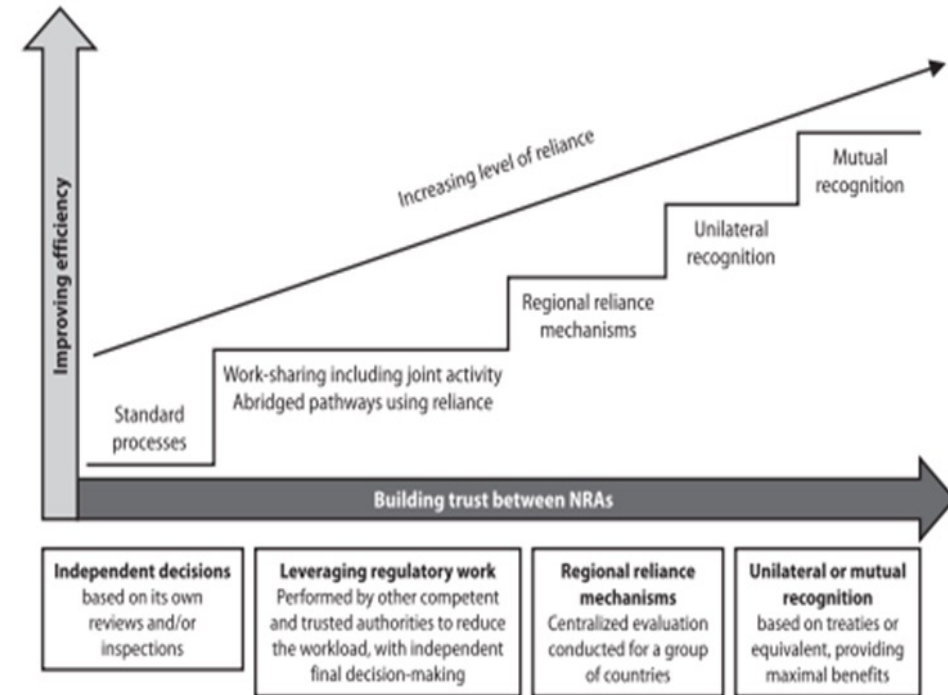 Improving efficiency
Increasing level of reliance
Mutual
recognition
Unilateral
recognition
Regional reliance
mechanisms
Work-sharing including joint activity
Abridged pathways using reliance
Standard
processes
Building trust between NRAs
Independent decisions
based on its own
reviews and/or
inspections
Leveraging regulatory work
Performed by other competent
and trusted authorities to reduce
the workload, with independent
final decision-making
Regional reliance
mechanisms
Centralized evaluation
conducted for a group
of countries
Unilateral or mutual
recognition
based on treaties or
equivalent, providing
maximal benefits